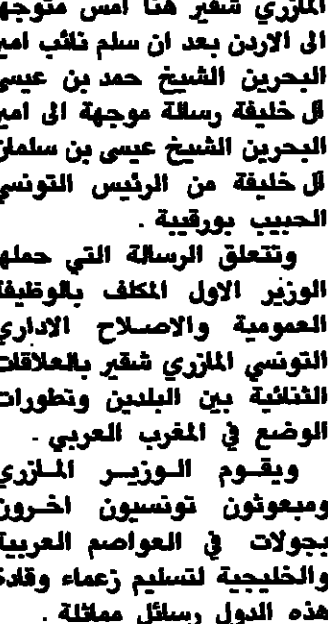 المازري شقير هنا امس متوجها
الى الاردن بعد ان سلم نائب امير
البحرين الشيخ حمد بن عيسى
آل خليفة رسالة موجهة الى امير
البحرين الشيخ عيسى بن سلمان
آل خليفة من الرئيس التونسي
الحبيب بورقيبة .
وتتعلق الرسالة التي حملها
الوزير الاول المكلف بالوظيفة
العمومية والاصلاح الاداري
التونسي المازري شقير بالعلاقات
الثنائية بين البلدين وتطورات
الوضع في المغرب العربي .
ويقوم الوزير المازري
ومبعوثون تونسيون اخرون
بجولات في العواصم العربية
والخليجية لتسليم زعماء وقادة
هذه الدول رسائل مماثلة .